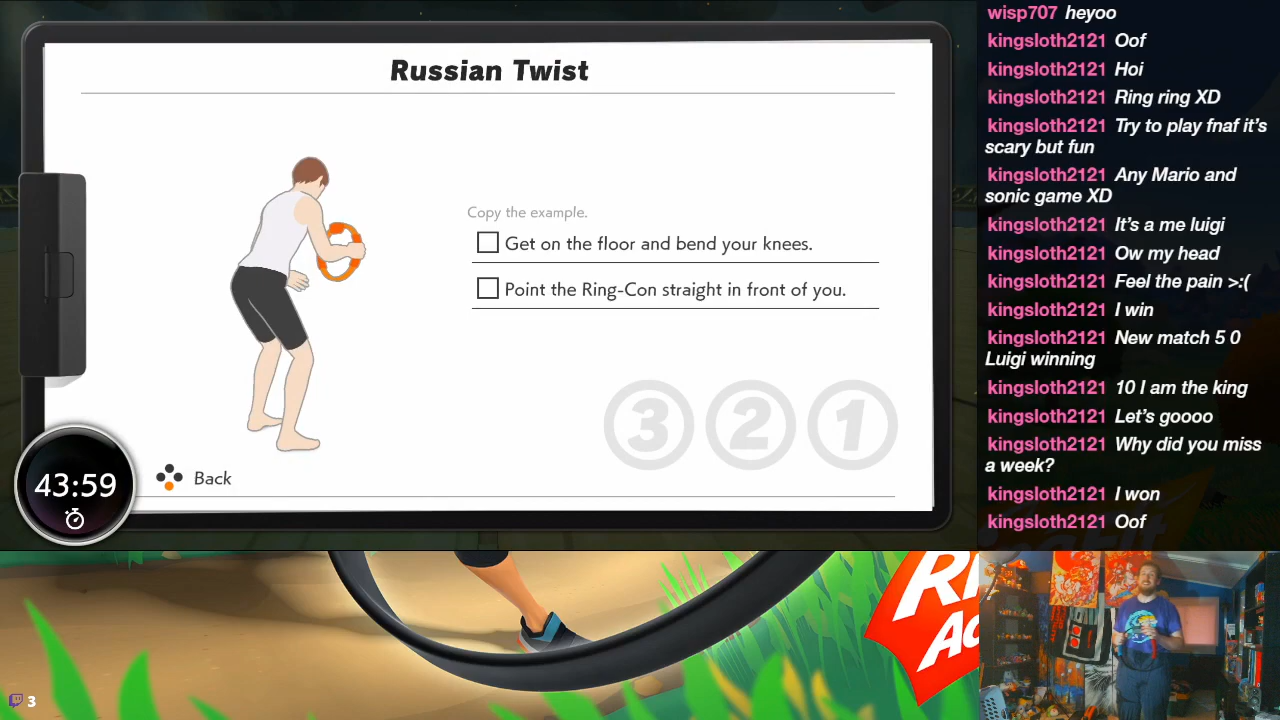 Russian Twist
Copy the example.
Get on the floor and bend your knees.
Point the Ring-Con straight in front of you.
3 2 1
Back
43:59
wisp707 heyoo
kingsloth2121 Oof
kingsloth2121 Hoi
kingsloth2121 Ring ring XD
kingsloth2121 Try to play fnaf it's
scary but fun
kingsloth2121 Any Mario and
sonic game XD
kingsloth2121 It's a me luigi
kingsloth2121 Ow my head
kingsloth2121 Feel the pain >:(
kingsloth2121 I win
kingsloth2121 New match 5 0
Luigi winning
kingsloth2121 10 I am the king
kingsloth2121 Let's goooo
kingsloth2121 Why did you miss
a week?
kingsloth2121 I won
kingsloth2121 Oof
3